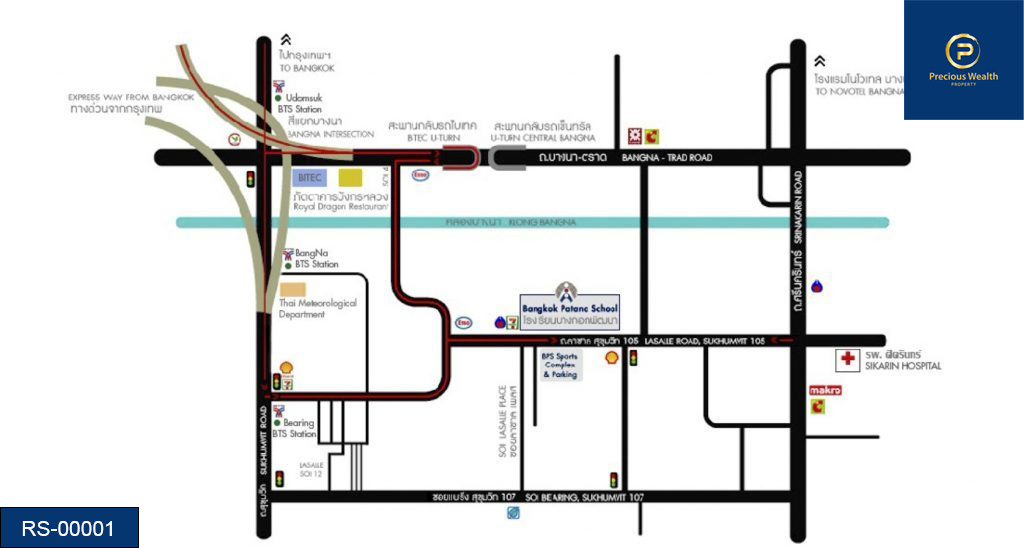 Precious Wealth
PROPERTY
ไปกรุงเทพฯ
TO BANGKOK
โรงแรมโนโวเทล บาง
TO NOVOTEL BANGNA
EXPRESS WAY FROM BANGKOK
ทางด่วนจากกรุงเทพ
Udomsuk
BTS Station
สี่แยกบางนา
BANGNA INTERSECTION
สะพานกลับรถไบเทค
BTEC U-TURN
สะพานกลับรถเซ็นทรัล
U-TURN CENTRAL BANGNA
ถ.บางนา-ตราด BANGNA - TRAD ROAD
Esso
BITEC
SOI 4
ภัตตาคารมังกรหลวง
Royal Dragon Restaurant
คลองบางนา KLONG BANGNA
ถ.ศรีนครินทร์ SRINAKARIN ROAD
BangNa
BTS Station
Thai Meteorological
Department
Bangkok Patana School
โรงเรียนบางกอกพัฒนา
Esso
7
ถ.ลาซาล สุขุมวิท 105 LASALLE ROAD, SUKHUMVIT 105
BPS Sports
Complex
& Parking
รพ. ศิครินทร์
SIKARIN HOSPITAL
makro
7
Bearing
BTS Station
ถ.สุขุมวิท SUKHUMVIT ROAD
LASALLE
SOI 12
SOI LASALLE PLACE
ซอยลาซาล เพลส
ซอยแบริ่ง สุขุมวิท 107 SOI BEARING, SUKHUMVIT 107
RS-00001